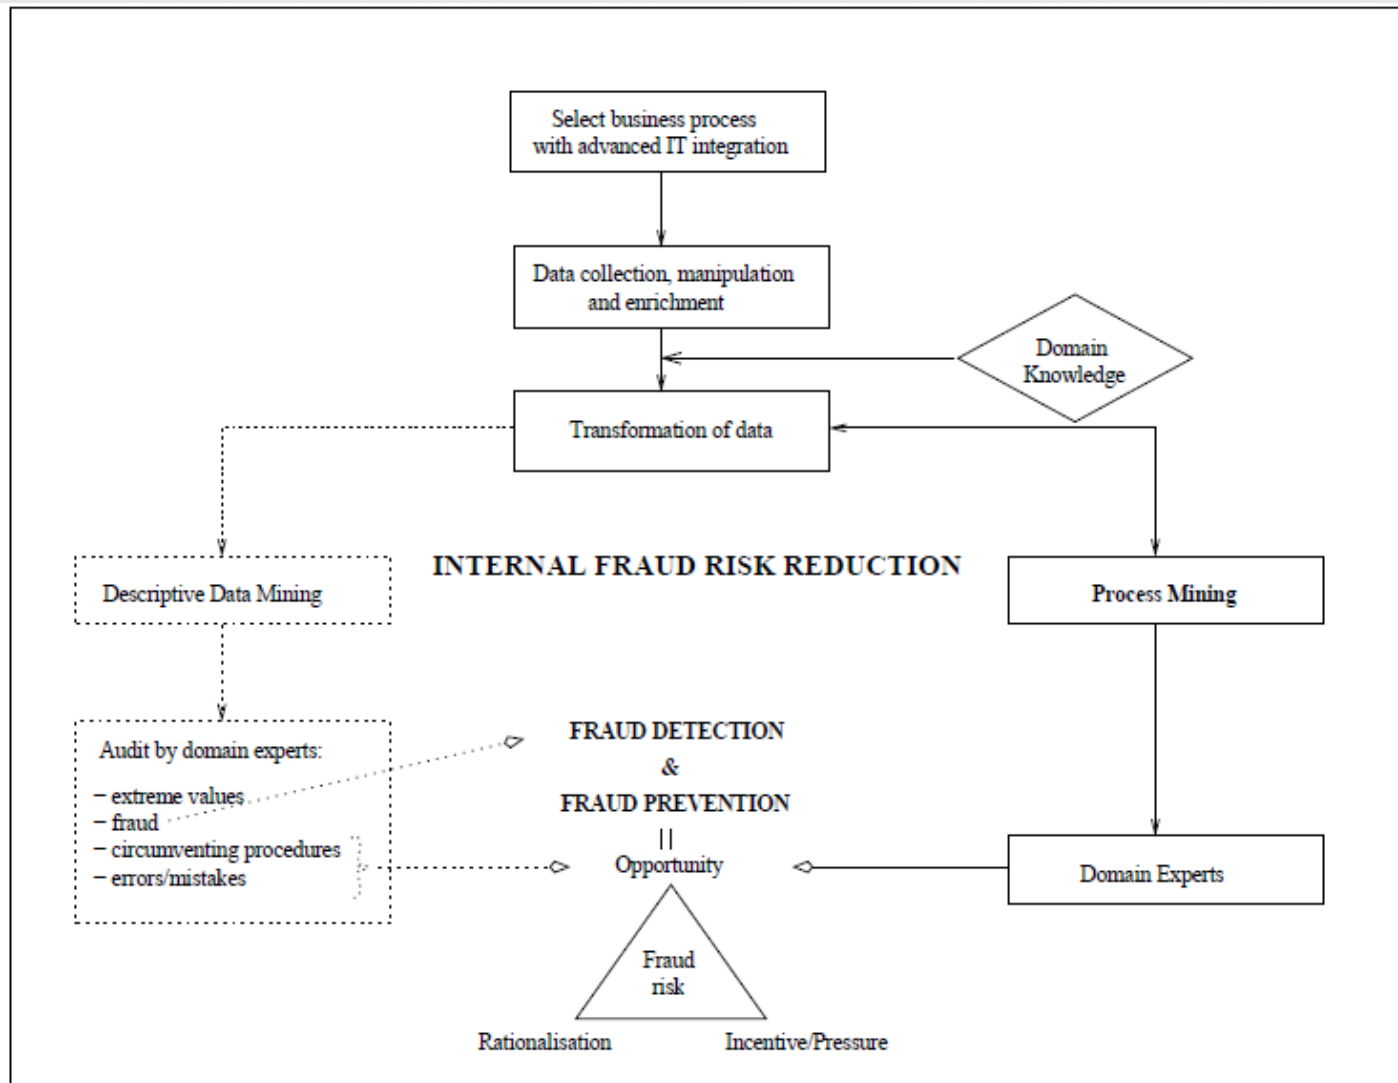 Select business process
with advanced IT integration
Data collection, manipulation
and enrichment
Domain
Knowledge
Transformation of data
INTERNAL FRAUD RISK REDUCTION
Descriptive Data Mining
Process Mining
Audit by domain experts:
– extreme values
– fraud
– circumventing procedures
– errors/mistakes
FRAUD DETECTION
&
FRAUD PREVENTION
Opportunity
Domain Experts
Fraud
risk
Rationalisation
Incentive/Pressure